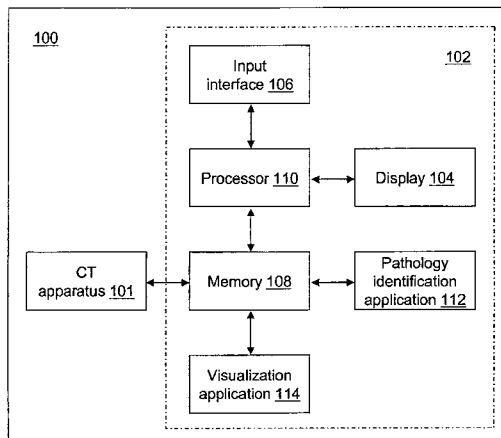 100
102
Input
interface 106
Processor
110
Display 104
CT
apparatus 101
Memory 108
Pathology
identification
application 112
Visualization
application 114